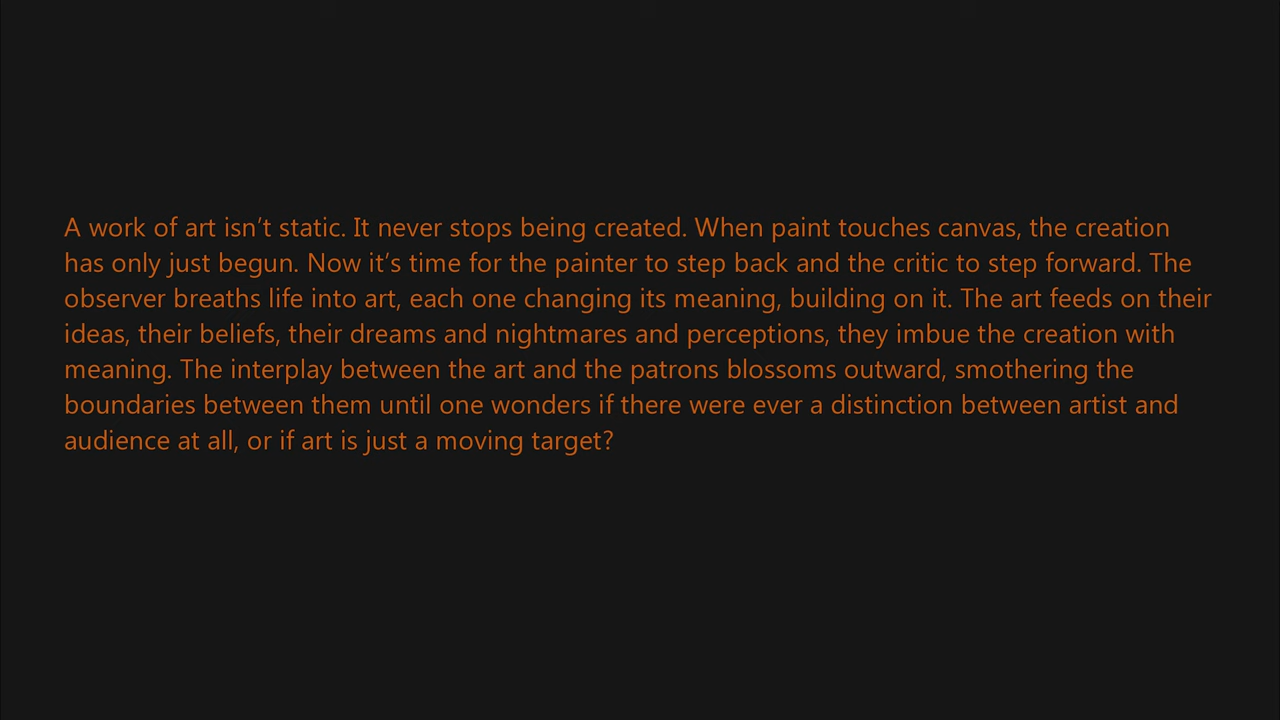 A work of art isn’t static. It never stops being created. When paint touches canvas, the creation
has only just begun. Now it’s time for the painter to step back and the critic to step forward. The
observer breaths life into art, each one changing its meaning, building on it. The art feeds on their
ideas, their beliefs, their dreams and nightmares and perceptions, they imbue the creation with
meaning. The interplay between the art and the patrons blossoms outward, smothering the
boundaries between them until one wonders if there were ever a distinction between artist and
audience at all, or if art is just a moving target?